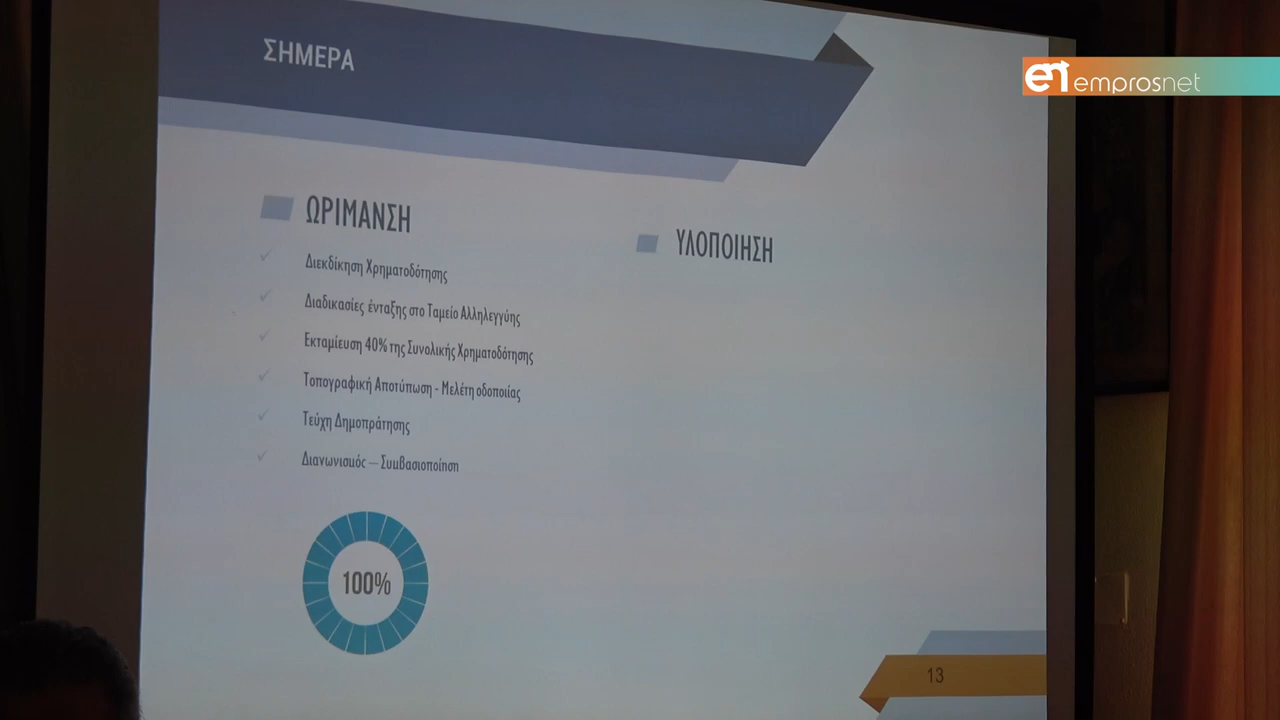 ΣΗΜΕΡΑ
emprosnet
ΩΡΙΜΑΝΣΗ
Διεκδίκηση Χρηματοδότησης
Διαδικασίες ένταξης στο Ταμείο Αλληλεγγύης
Εκταμίευση 40% της Συνολικής Χρηματοδότησης
Τοπογραφική Αποτύπωση - Μελέτη οδοποιίας
Τεύχη Δημοπράτησης
Διαγωνισμός – Συμβασιοποίηση
100%
ΥΛΟΠΟΙΗΣΗ
13